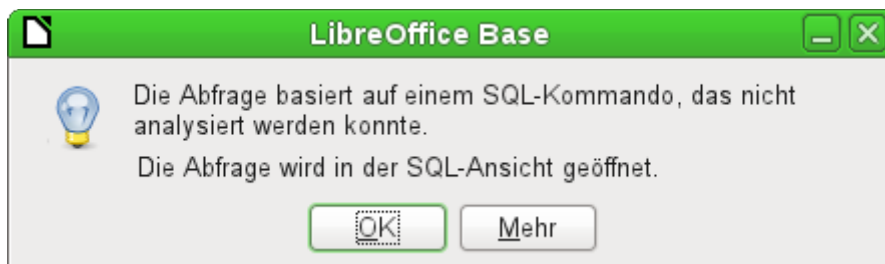 LibreOffice Base
Die Abfrage basiert auf einem SQL-Kommando, das nicht
analysiert werden konnte.
Die Abfrage wird in der SQL-Ansicht geöffnet.
OK
Mehr